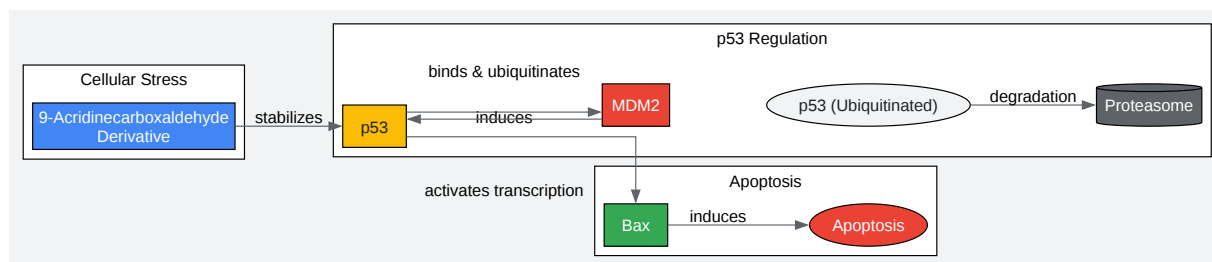 p53 Regulation
Cellular Stress
binds & ubiquitinates
9-Acridinecarboxaldehyde
Derivative
stabilizes
p53
induces
MDM2
p53 (Ubiquitinated)
degradation
Proteasome
activates transcription
Apoptosis
Bax
induces
Apoptosis